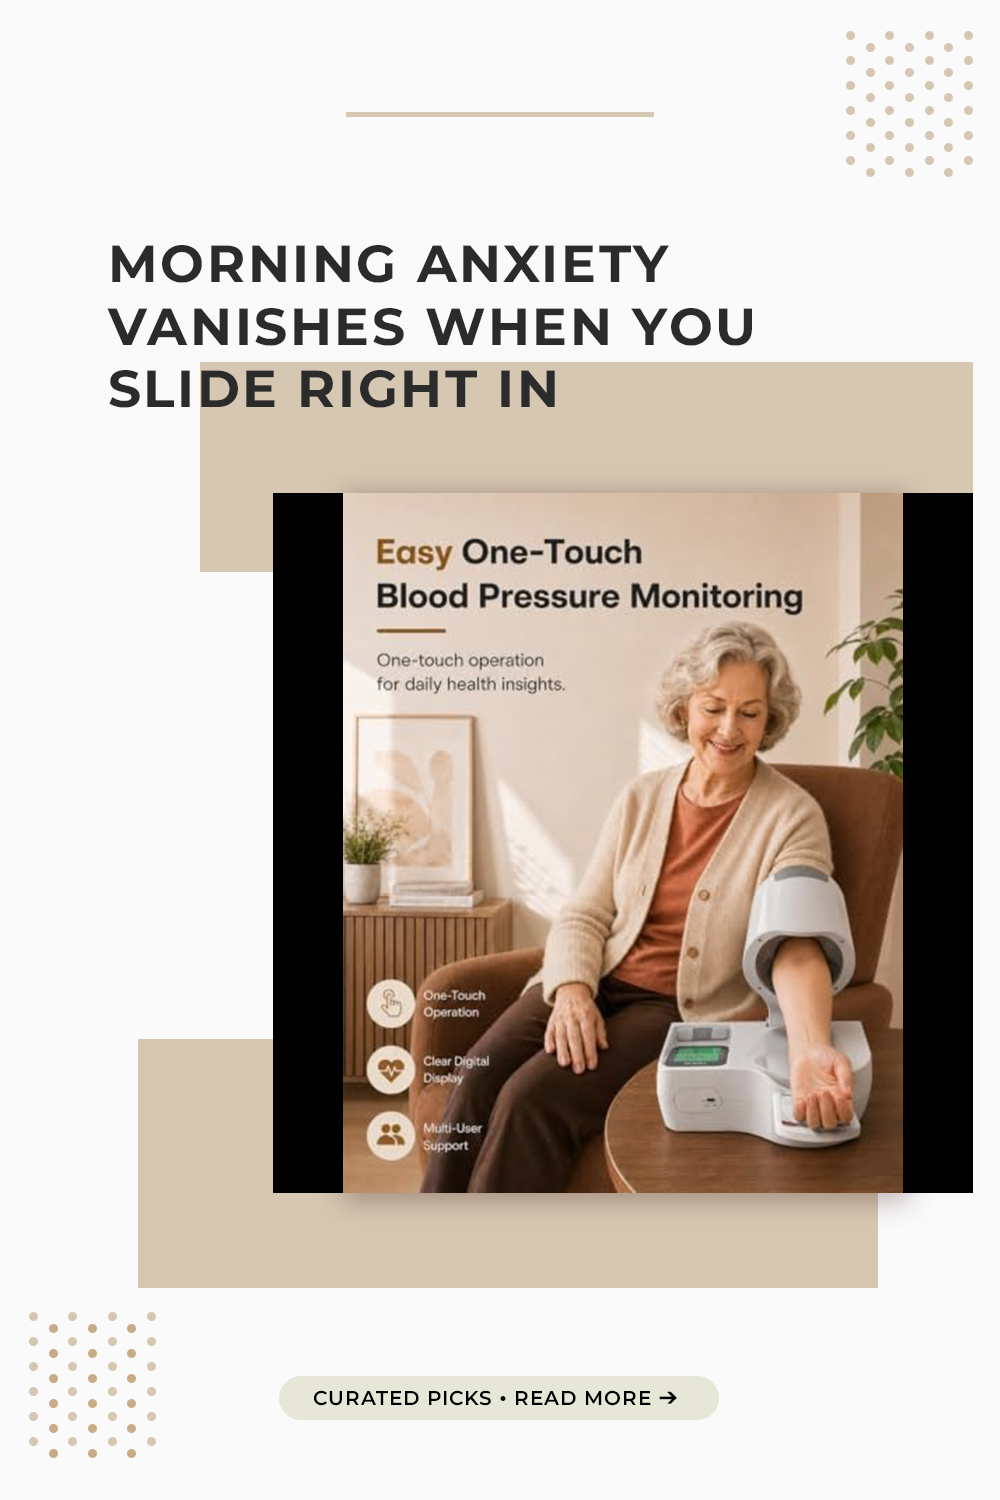 MORNING ANXIETY
VANISHES WHEN YOU
SLIDE RIGHT IN
Easy One-Touch
Blood Pressure Monitoring
One-touch operation
for daily health insights.
One-Touch
Operation
Clear Digital
Display
Multi-User
Support
CURATED PICKS • READ MORE ➔